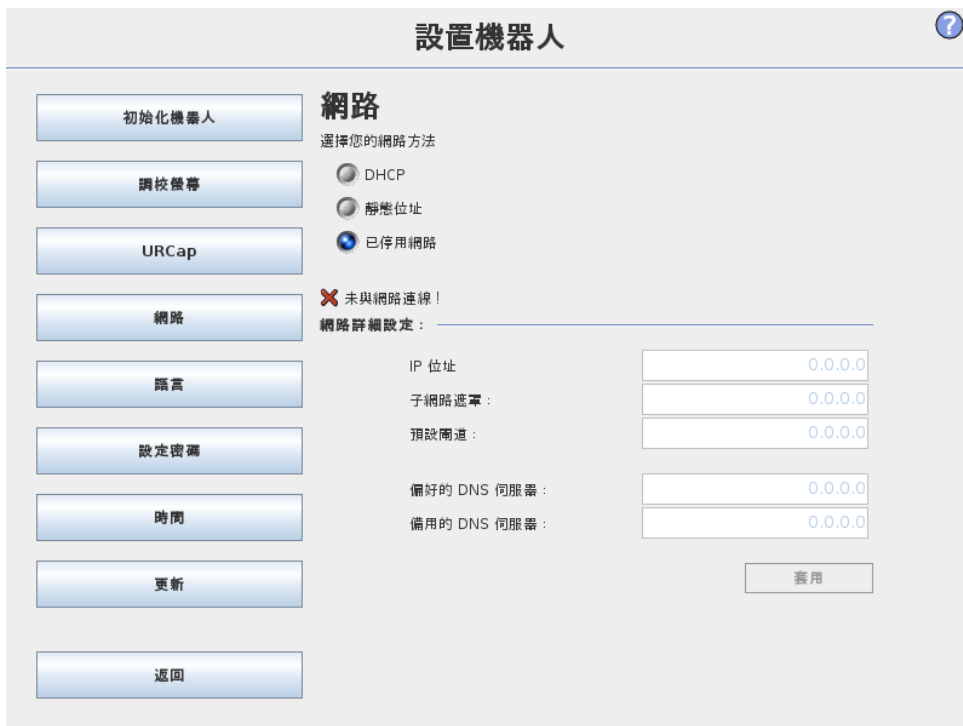 設置機器人
?
初始化機器人
調校螢幕
URCap
網路
語言
設定密碼
時間
更新
返回
網路
選擇您的網路方法
DHCP
靜態位址
已停用網路
未與網路連線！
網路詳細設定：
IP 位址 0.0.0.0
子網路遮罩： 0.0.0.0
預設閘道： 0.0.0.0
偏好的 DNS 伺服器： 0.0.0.0
備用的 DNS 伺服器： 0.0.0.0
套用